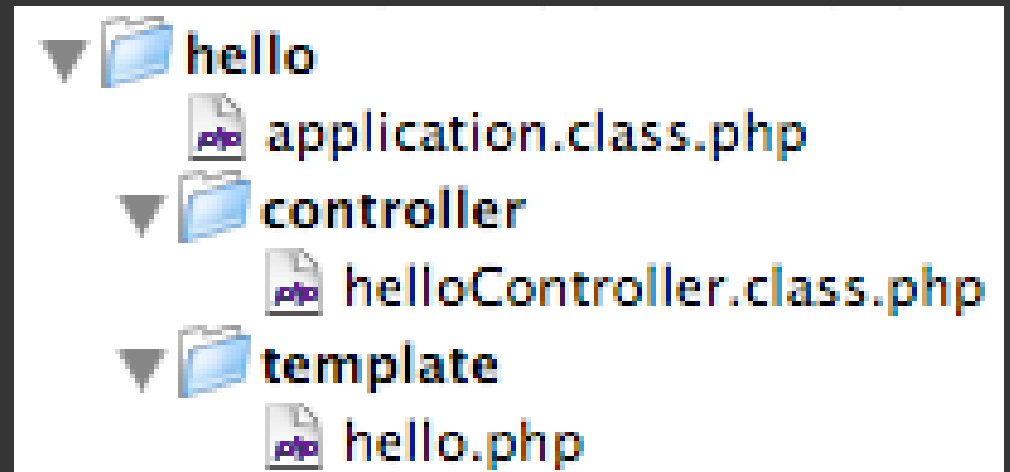 hello
application.class.php
controller
helloController.class.php
template
hello.php